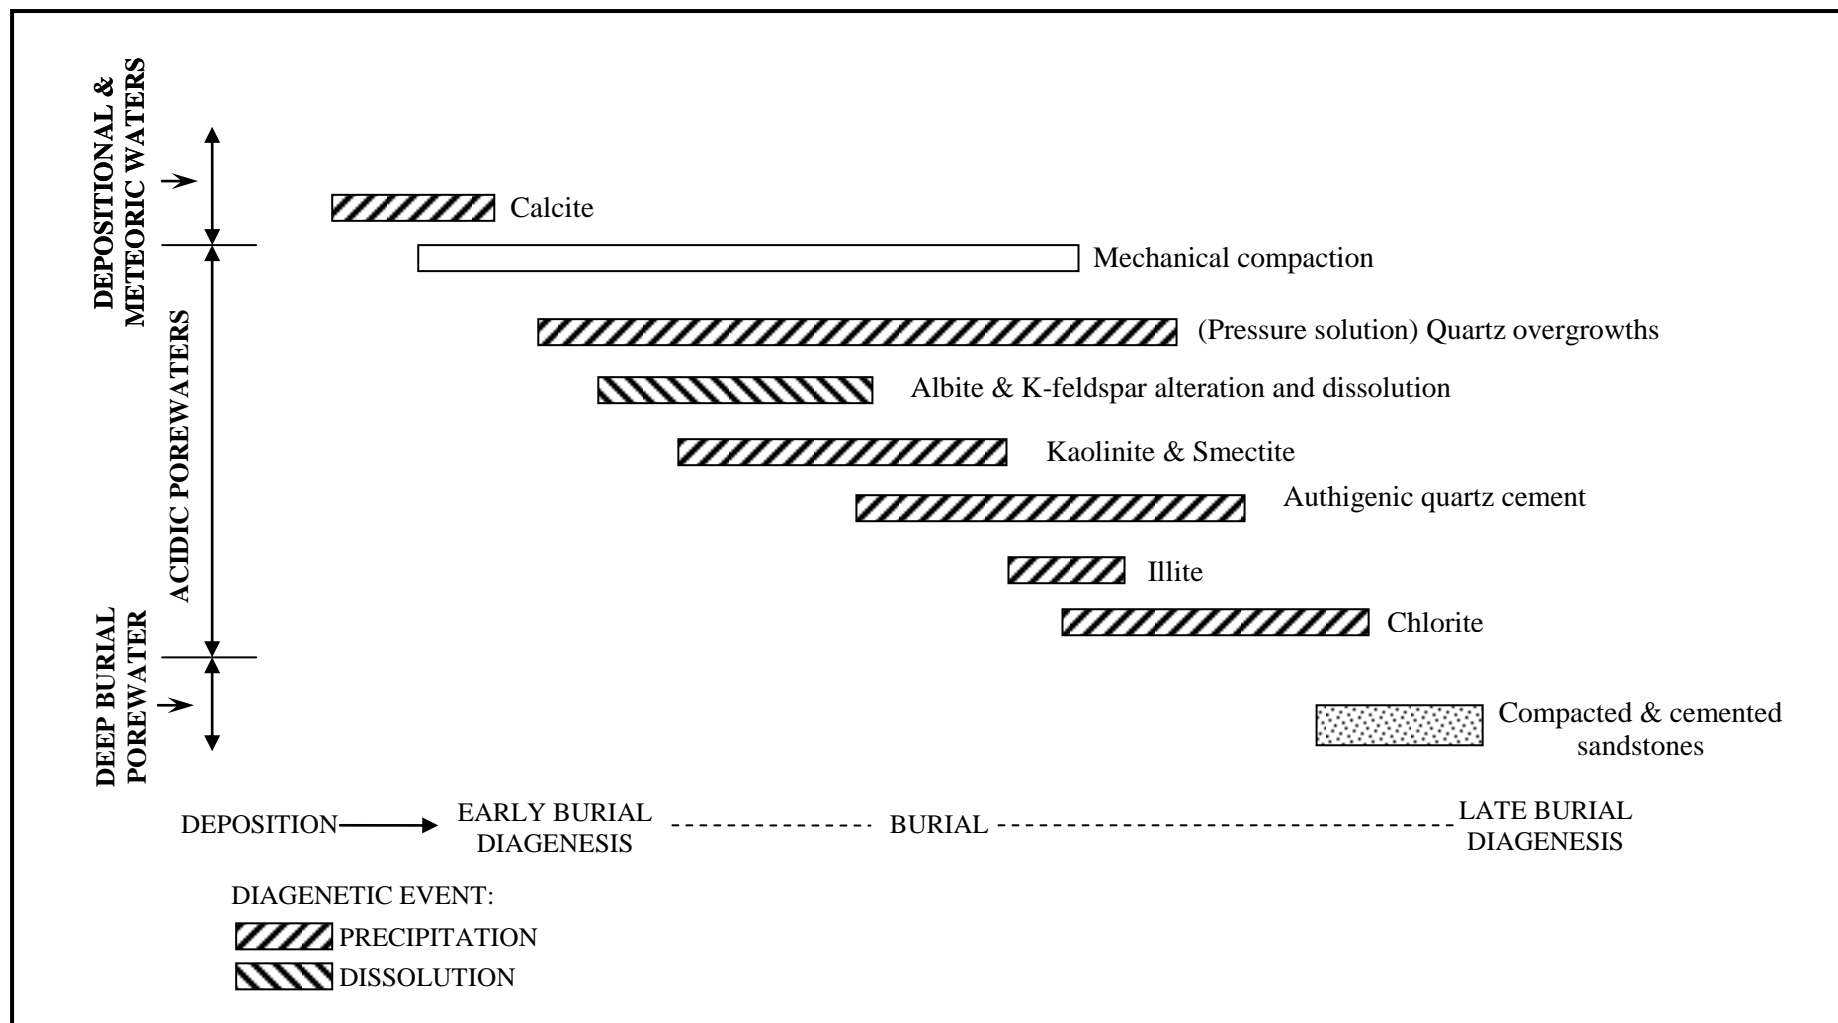 DEPOSITIONAL &
METEORIC WATERS
ACIDIC POREWATERS
DEEP BURIAL
POREWATER
Calcite
Mechanical compaction
(Pressure solution) Quartz overgrowths
Albite & K-feldspar alteration and dissolution
Kaolinite & Smectite
Authigenic quartz cement
Illite
Chlorite
Compacted & cemented
sandstones
DEPOSITION
EARLY BURIAL
DIAGENESIS
BURIAL
LATE BURIAL
DIAGENESIS
DIAGENETIC EVENT:
PRECIPITATION
DISSOLUTION